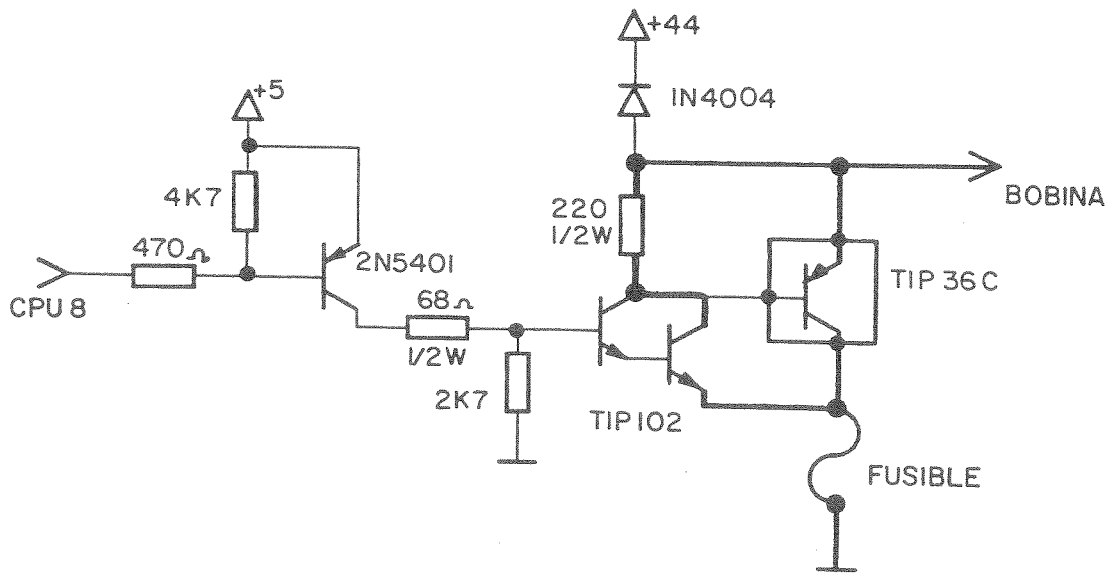 +44
IN4004
+5
4K7
470Ω
CPU 8
2N5401
68Ω
1/2W
2K7
220
1/2W
BOBINA
TIP 36C
TIP102
FUSIBLE